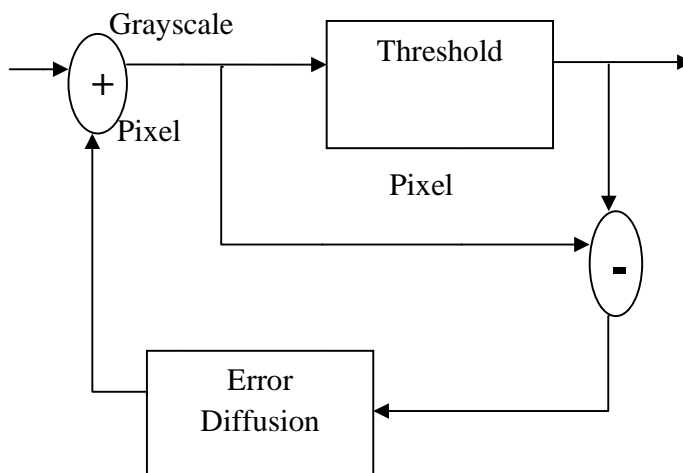 Grayscale
Threshold
+
Pixel
Pixel
-
Error
Diffusion